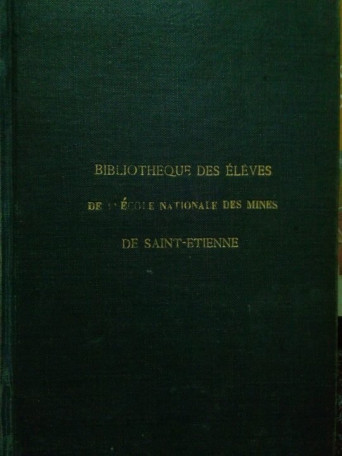 BIBLIOTHEQUE DES ÉLÈVES
DE L'ÉCOLE NATIONALE DES MINES
DE SAINT-ETIENNE